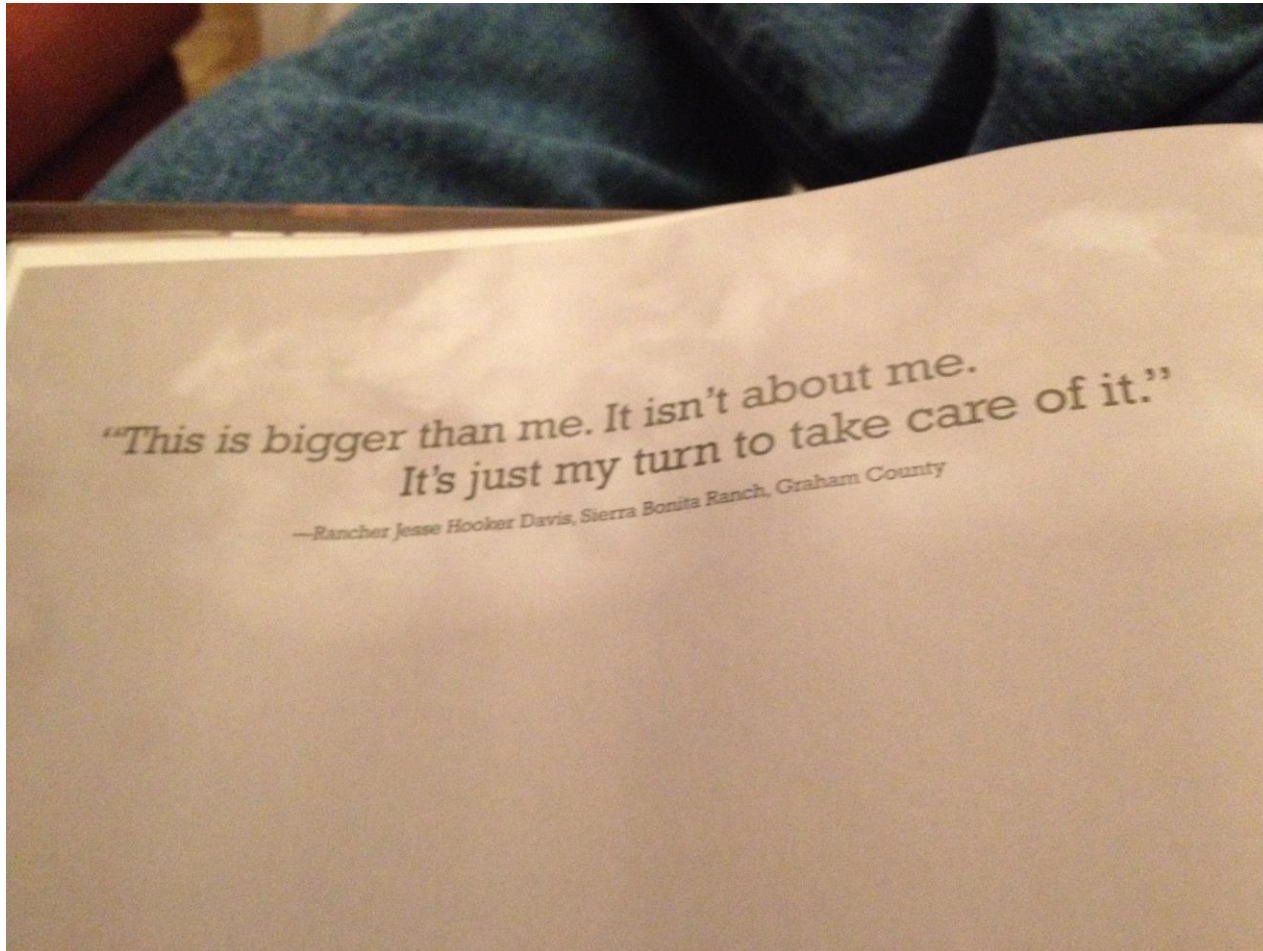 “This is bigger than me. It isn’t about me.
It’s just my turn to take care of it.”
—Rancher Jesse Hooker Davis, Sierra Bonita Ranch, Graham County